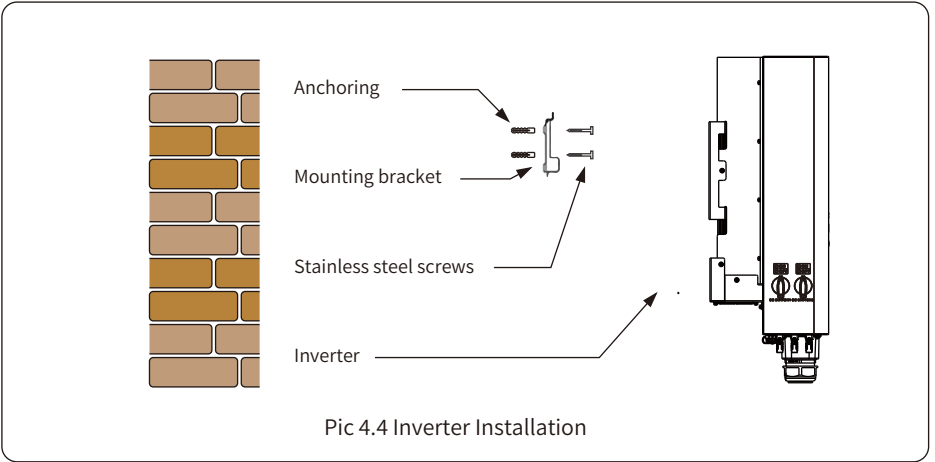 Anchoring
Mounting bracket
Stainless steel screws
Inverter
Pic 4.4 Inverter Installation